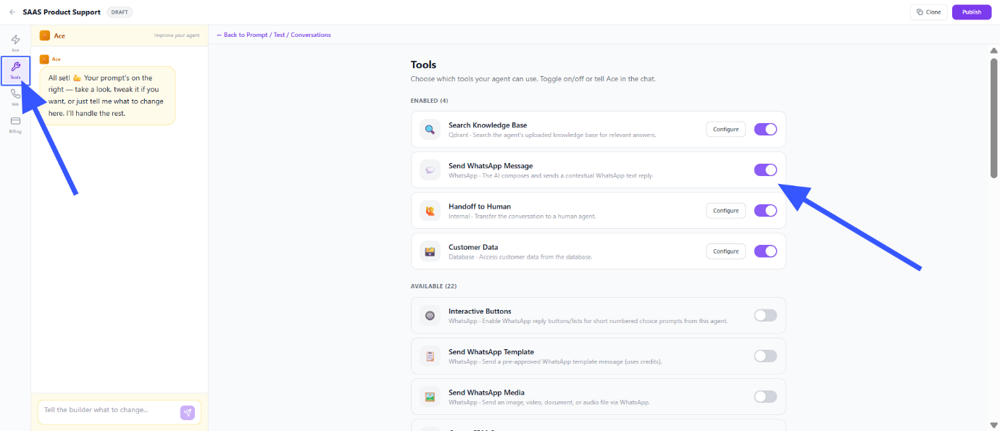 SAAS Product Support
DRAFT
Clone
Publish
Ace
Tools
WA
Billing
Ace
Improve your agent
Ace
All set! 💪 Your prompt's on the
right — take a look, tweak it if you
want, or just tell me what to change
here. I'll handle the rest.
Tell the builder what to change...
← Back to Prompt / Test / Conversations
Tools
Choose which tools your agent can use. Toggle on/off or tell Ace in the chat.
ENABLED (4)
Search Knowledge Base
Qdrant · Search the agent's uploaded knowledge base for relevant answers.
Configure
Send WhatsApp Message
WhatsApp · The AI composes and sends a contextual WhatsApp text reply.
Handoff to Human
Internal · Transfer the conversation to a human agent.
Configure
Customer Data
Database · Access customer data from the database.
Configure
AVAILABLE (22)
Interactive Buttons
WhatsApp · Enable WhatsApp reply buttons/lists for short numbered choice prompts from this agent.
Send WhatsApp Template
WhatsApp · Send a pre-approved WhatsApp template message (uses credits).
Send WhatsApp Media
WhatsApp · Send an image, video, document, or audio file via WhatsApp.